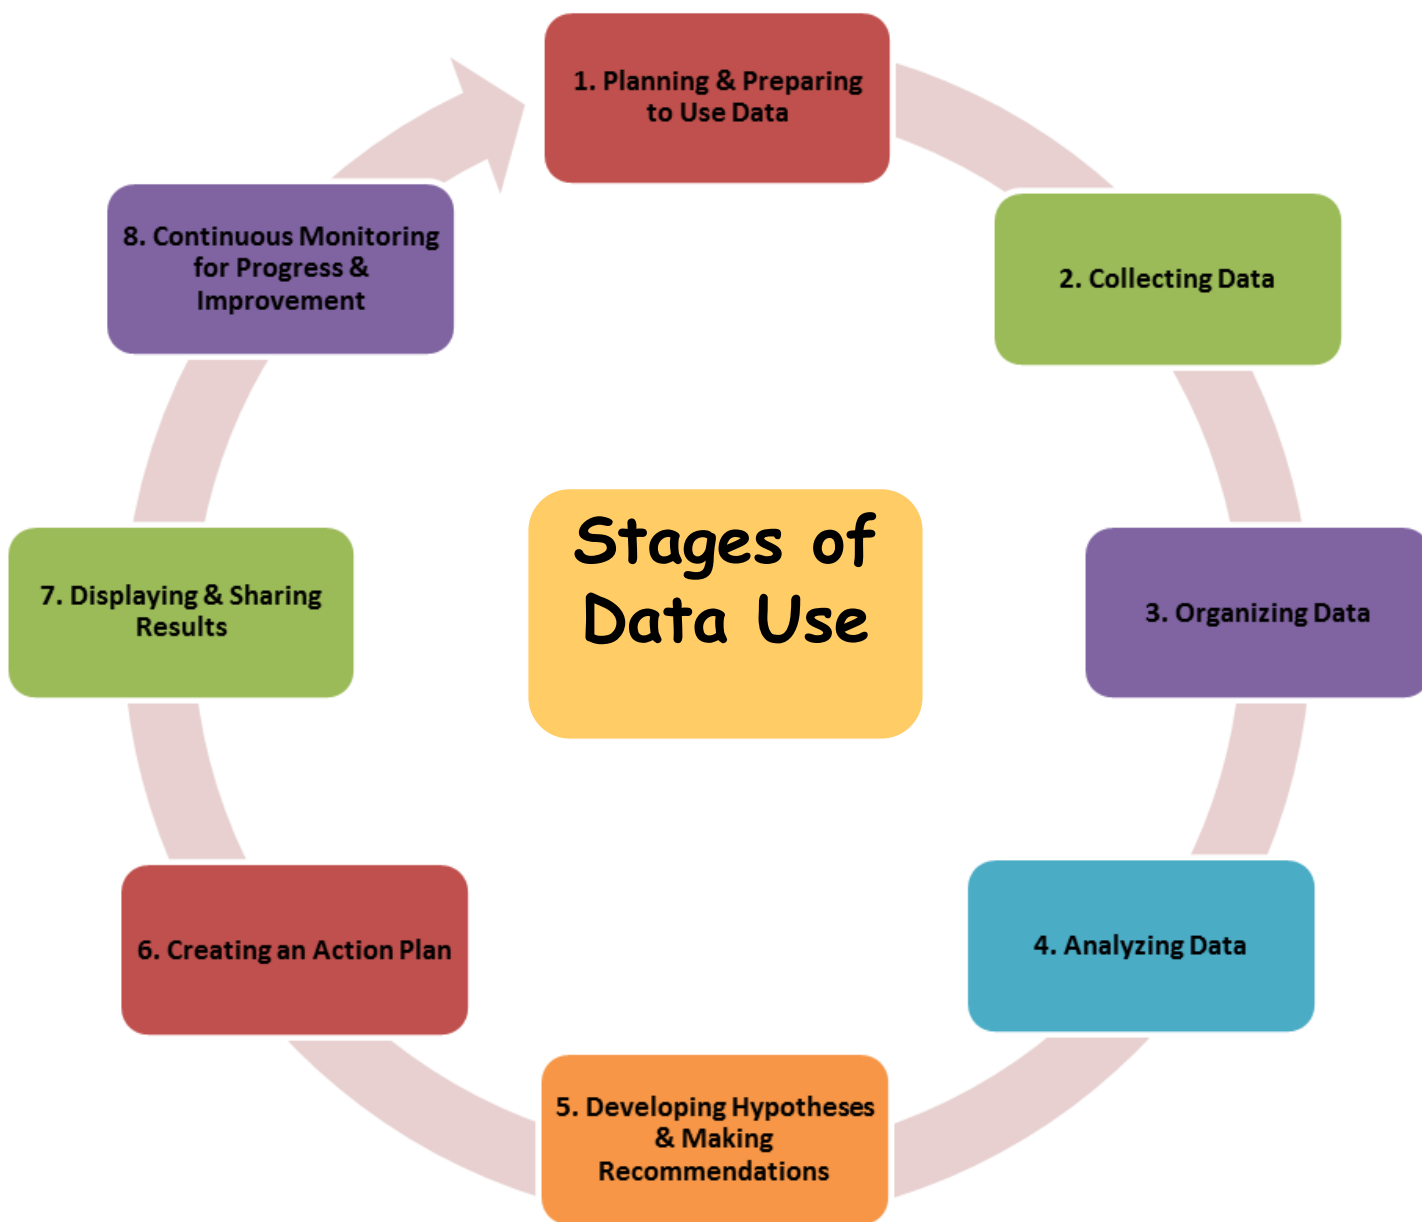 1. Planning & Preparing
to Use Data
2. Collecting Data
3. Organizing Data
4. Analyzing Data
5. Developing Hypotheses
& Making
Recommendations
6. Creating an Action Plan
7. Displaying & Sharing
Results
8. Continuous Monitoring
for Progress &
Improvement
Stages of
Data Use